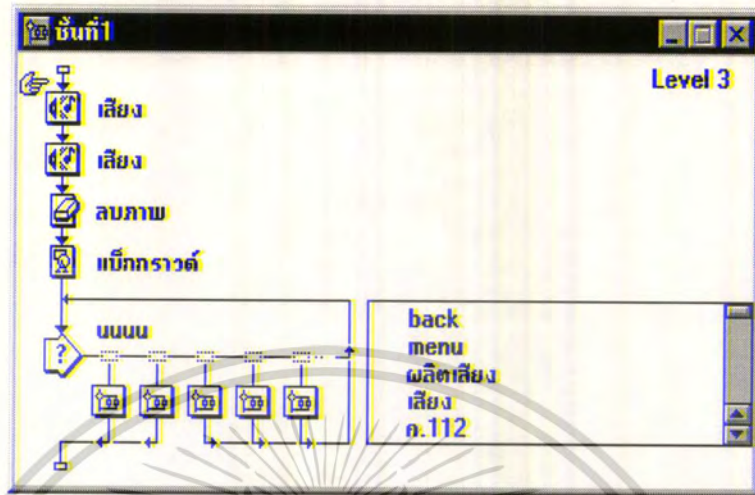 ชั้นที่1
Level 3
เสียง
เสียง
ลบภาพ
แบ็กกราวด์
นนนน
?
back
menu
ผลิตเสียง
เสียง
ค.112